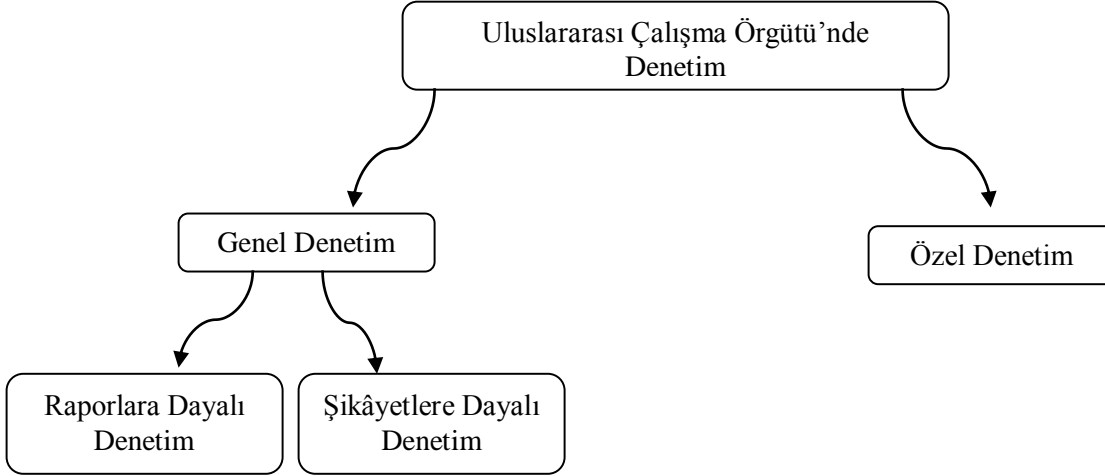 Uluslararası Çalışma Örgütü’nde
Denetim
Genel Denetim
Özel Denetim
Raporlara Dayalı
Denetim
Şikâyetlere Dayalı
Denetim